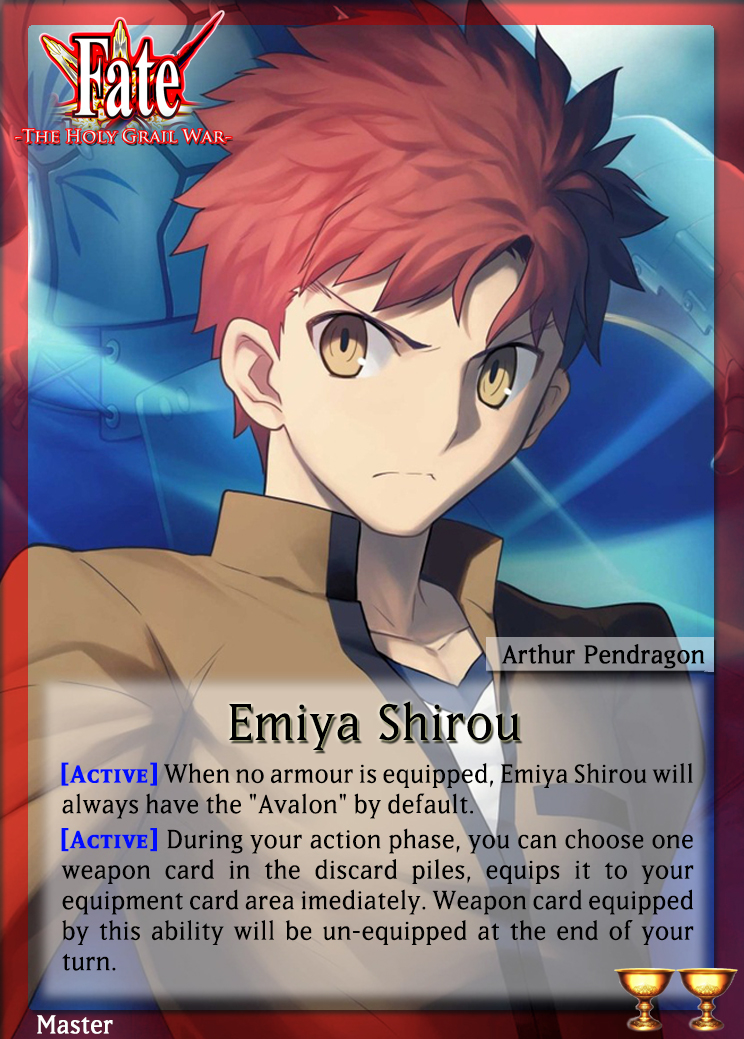 Fate
-The Holy Grail War-
Arthur Pendragon
Emiya Shirou
[Active] When no armour is equipped, Emiya Shirou will
always have the "Avalon" by default.
[Active] During your action phase, you can choose one
weapon card in the discard piles, equips it to your
equipment card area imediately. Weapon card equipped
by this ability will be un-equipped at the end of your
turn.
Master